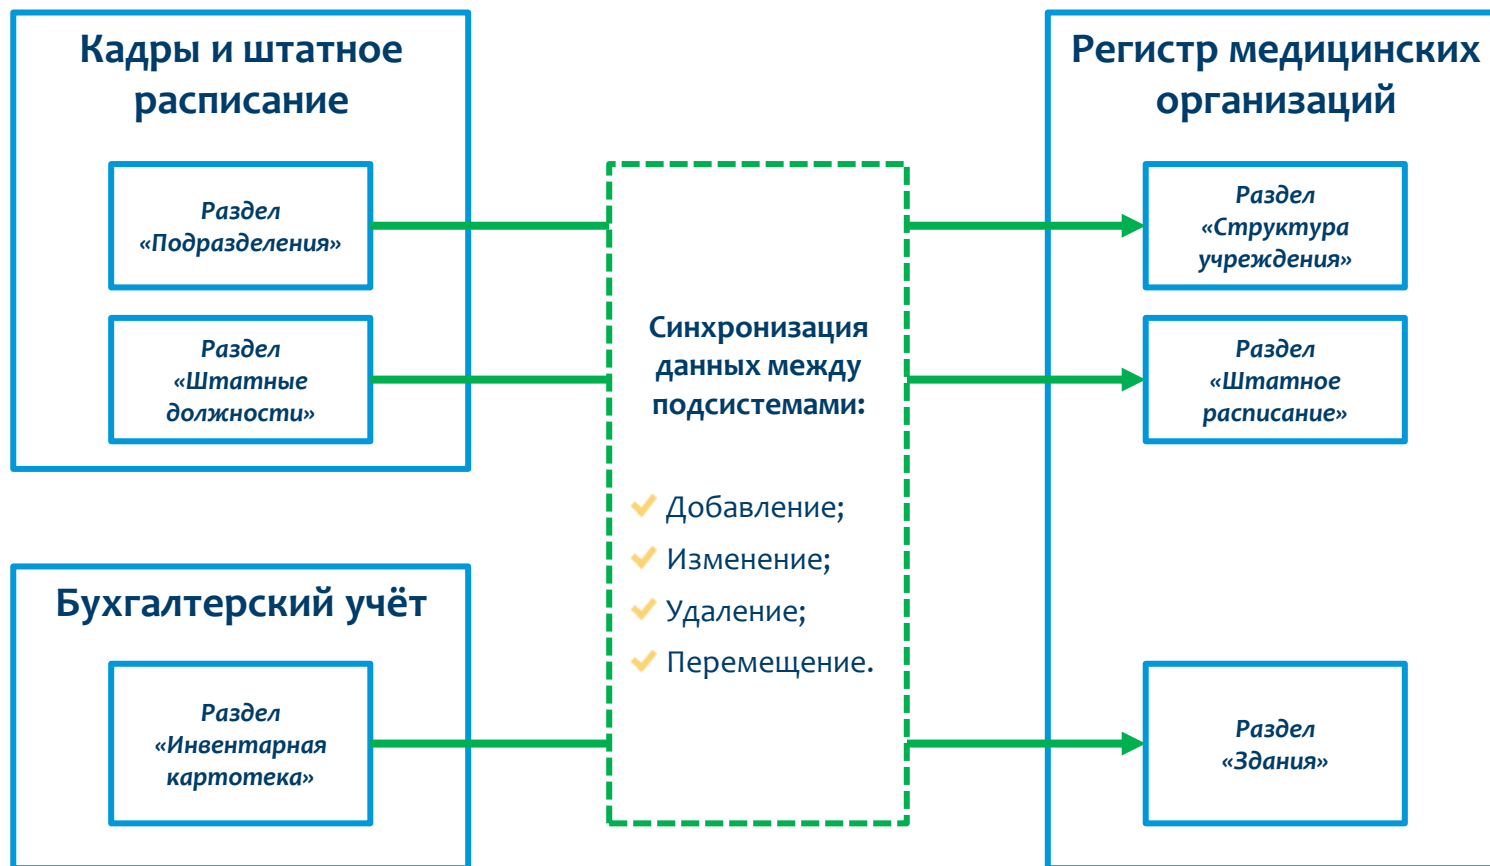 Кадры и штатное
расписание
Раздел
«Подразделения»
Раздел
«Штатные
должности»
Бухгалтерский учёт
Раздел
«Инвентарная
картотека»
Синхронизация
данных между
подсистемами:
Добавление;
Изменение;
Удаление;
Перемещение.
Регистр медицинских
организаций
Раздел
«Структура
учреждения»
Раздел
«Штатное
расписание»
Раздел
«Здания»